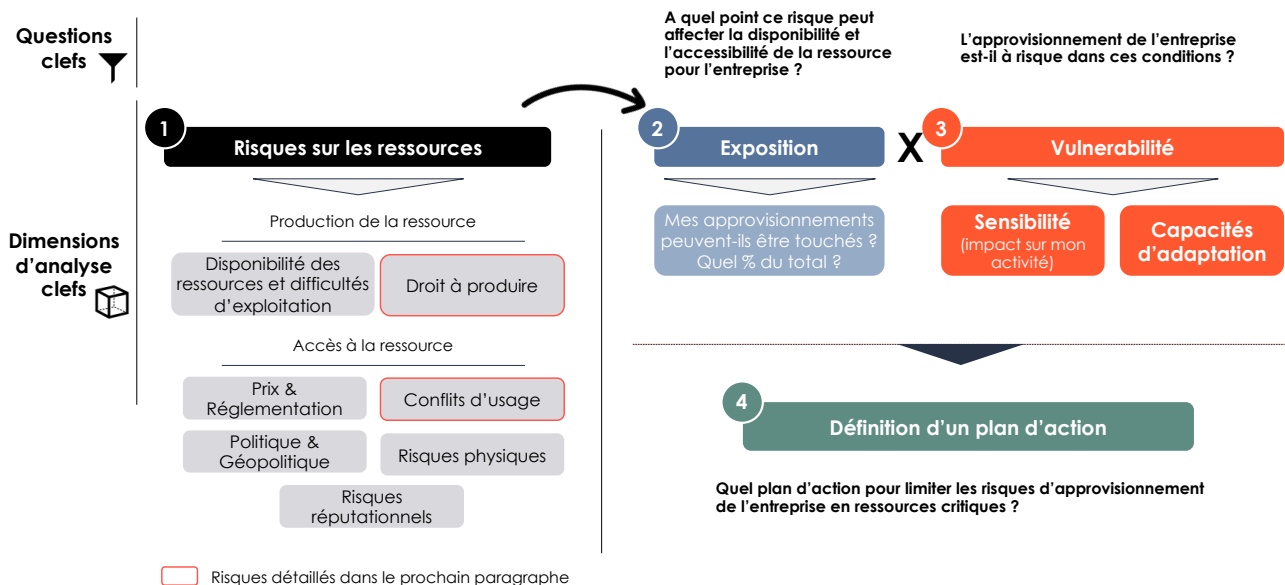 Questions
clefs
A quel point ce risque peut
affecter la disponibilité et
l'accessibilité de la ressource
pour l'entreprise ?
L'approvisionnement de l'entreprise
est-il à risque dans ces conditions ?
Dimensions
d'analyse
clefs
1
Risques sur les ressources
Production de la ressource
Disponibilité des
ressources et difficultés
d'exploitation
Droit à produire
Accès à la ressource
Prix &
Réglementation
Conflits d'usage
Politique &
Géopolitique
Risques physiques
Risques
réputationnels
Risques détaillés dans le prochain paragraphe
2
Exposition
X
3
Vulnerabilité
Mes approvisionnements
peuvent-ils être touchés ?
Quel % du total ?
Sensibilité
(impact sur mon
activité)
Capacités
d'adaptation
4
Définition d'un plan d'action
Quel plan d'action pour limiter les risques d'approvisionnement
de l'entreprise en ressources critiques ?